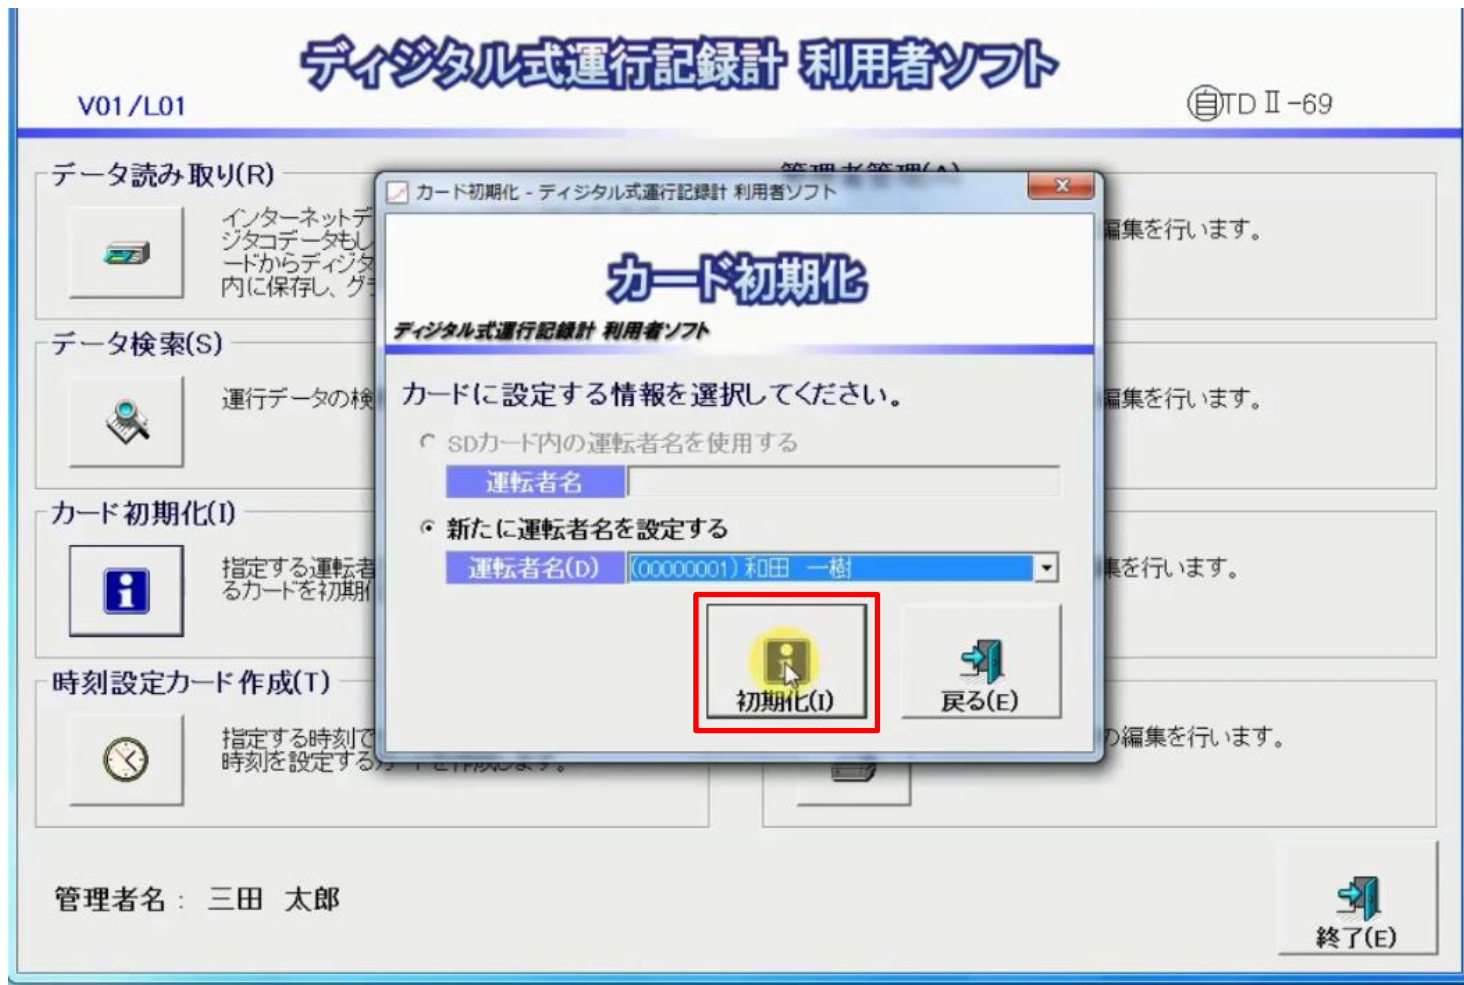 ディジタル式運行記録計 利用者ソフト
V01/L01
自TDⅡ-69
データ読み取り(R)
インターネットデ
ジタコデータもし
ードからディジタ
内に保存し、グ
データ検索(S)
運行データの検
カード初期化(I)
指定する運転者
るカードを初期
時刻設定カード作成(T)
指定する時刻で
時刻を設定する
管理者管理(A)
編集を行います。
編集を行います。
集を行います。
の編集を行います。
カード初期化 - ディジタル式運行記録計 利用者ソフト
カード初期化
ディジタル式運行記録計 利用者ソフト
カードに設定する情報を選択してください。
SDカード内の運転者名を使用する
運転者名
新たに運転者名を設定する
運転者名(D) (00000001) 和田 一樹
初期化(I) 戻る(E)
管理者名: 三田 太郎
終了(E)